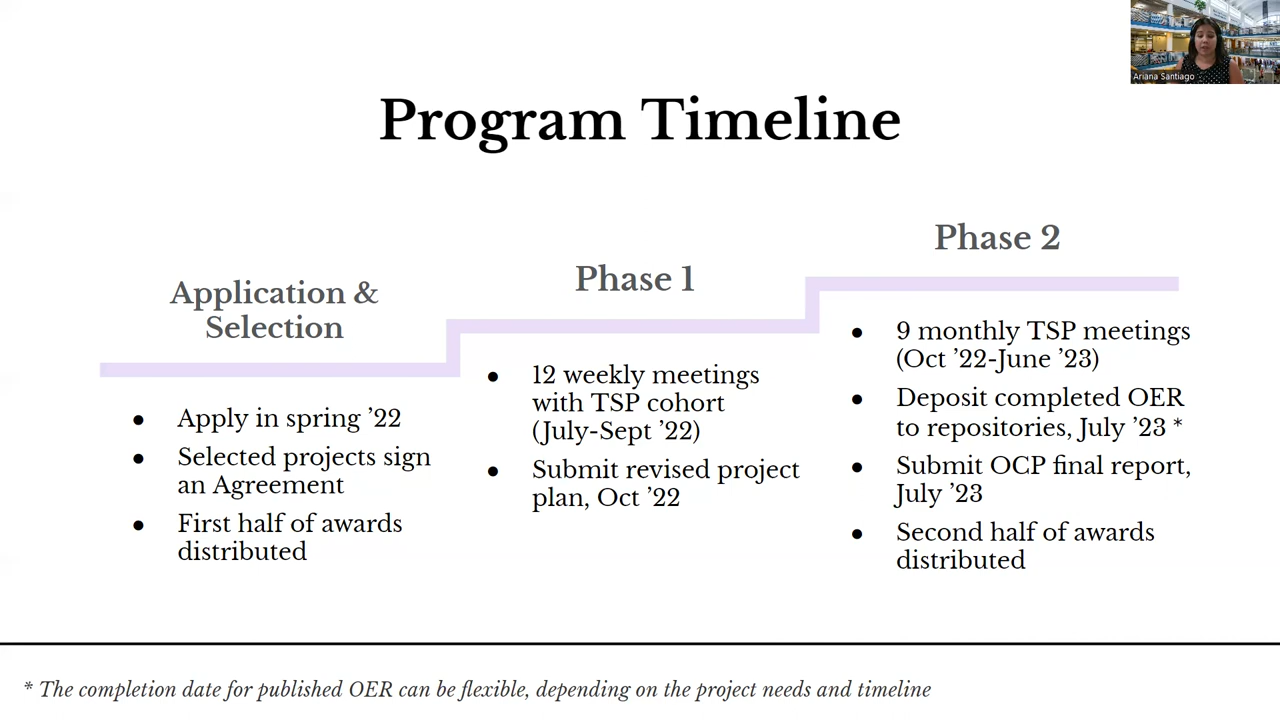 Ariana Santiago
Program Timeline
Application &
Selection
● Apply in spring ’22
● Selected projects sign
an Agreement
● First half of awards
distributed
Phase 1
● 12 weekly meetings
with TSP cohort
(July-Sept ’22)
● Submit revised project
plan, Oct ’22
Phase 2
● 9 monthly TSP meetings
(Oct ’22-June ’23)
● Deposit completed OER
to repositories, July ’23 *
● Submit OCP final report,
July ’23
● Second half of awards
distributed
* The completion date for published OER can be flexible, depending on the project needs and timeline